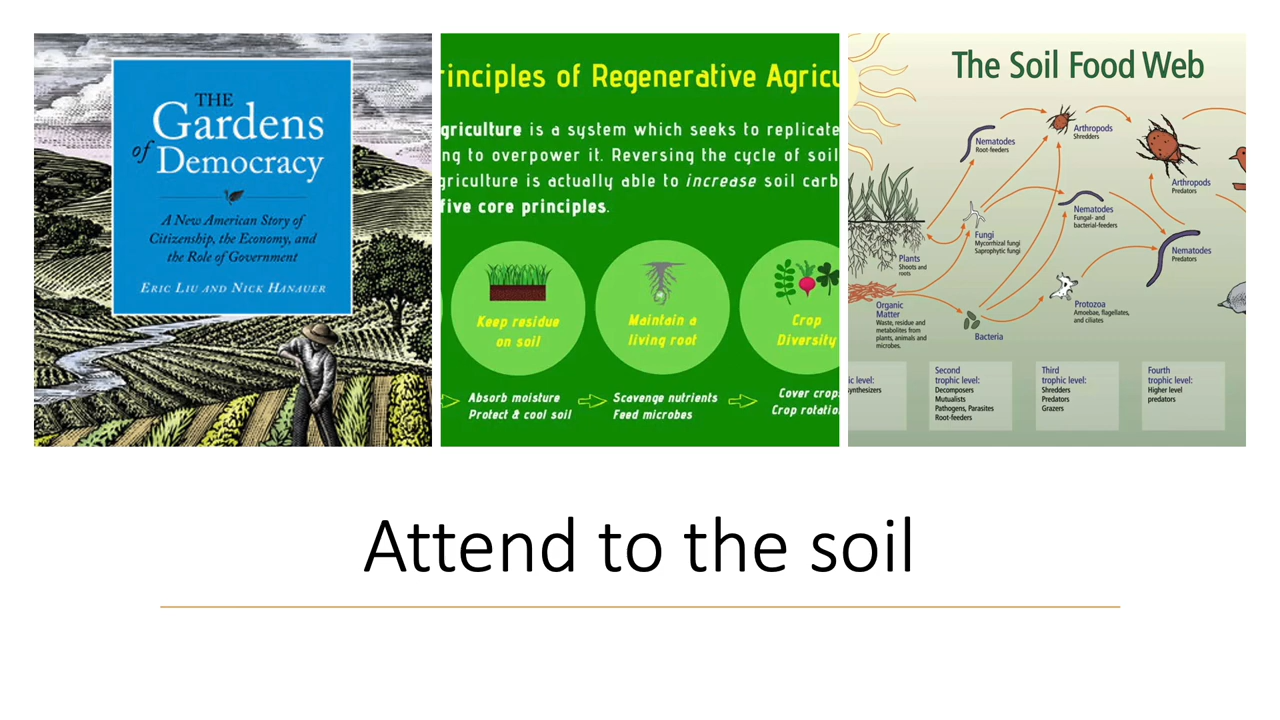 THE
Gardens
of Democracy
A New American Story of
Citizenship, the Economy, and
the Role of Government
ERIC LIU AND NICK HANAUER
rinciples of Regenerative Agricu
griculture is a system which seeks to replicate
ng to overpower it. Reversing the cycle of soil
griculture is actually able to increase soil carb
five core principles.
Keep residue
on soil
Maintain a
living root
Crop
Diversity
Absorb moisture
Protect & cool soil
Scavenge nutrients
Feed microbes
Cover crop
Crop rotatio
The Soil Food Web
Nematodes
Root-feeders
Arthropods
Shredders
Arthropods
Predators
Nematodes
Fungal- and
bacterial-feeders
Fungi
Mycorrhizal fungi
Saprophytic fungi
Nematodes
Predators
Plants
Shoots and
roots
Organic
Matter
Waste, residue and
metabolites from
plants, animals and
microbes.
Protozoa
Amoebae, flagellates,
and ciliates
Bacteria
ic level:
synthesizers
Second
trophic level:
Decomposers
Mutualists
Pathogens, Parasites
Root-feeders
Third
trophic level:
Shredders
Predators
Grazers
Fourth
trophic level:
Higher level
predators
Attend to the soil